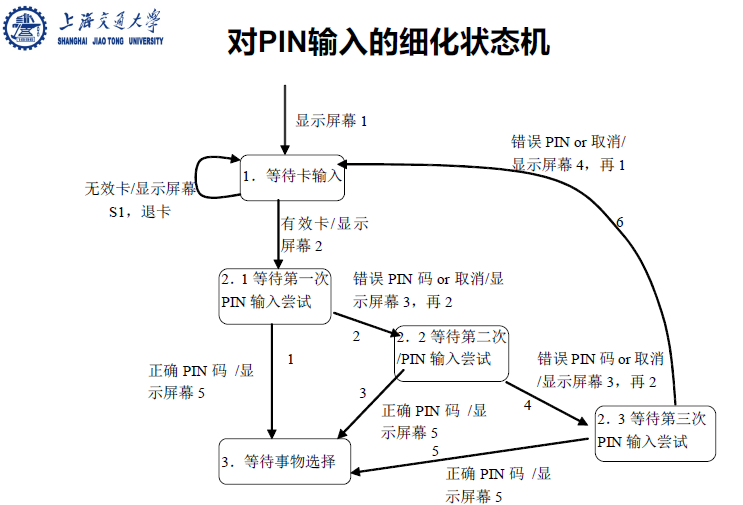 上海交通大学
SHANGHAI JIAO TONG UNIVERSITY
对PIN输入的细化状态机
显示屏幕 1
错误 PIN or 取消/
显示屏幕 4，再 1
1．等待卡输入
无效卡/显示屏幕
S1，退卡
有效卡/显示
屏幕 2
6
2．1 等待第一次
PIN 输入尝试
错误 PIN 码 or 取消/显
示屏幕 3，再 2
2
2．2 等待第二次
/PIN 输入尝试
1
正确 PIN 码 /显
示屏幕 5
错误 PIN 码 or 取消
/显示屏幕 3，再 2
3
正确 PIN 码 /显
示屏幕 5
4
2．3 等待第三次
PIN 输入尝试
5
3．等待事物选择
正确 PIN 码 /显
示屏幕 5